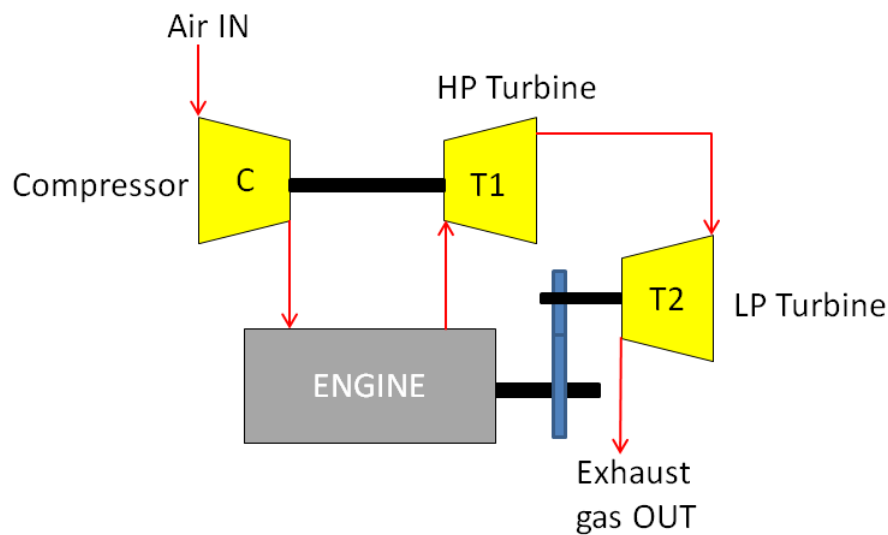 Air IN
HP Turbine
Compressor
C
T1
T2
LP Turbine
ENGINE
Exhaust
gas OUT